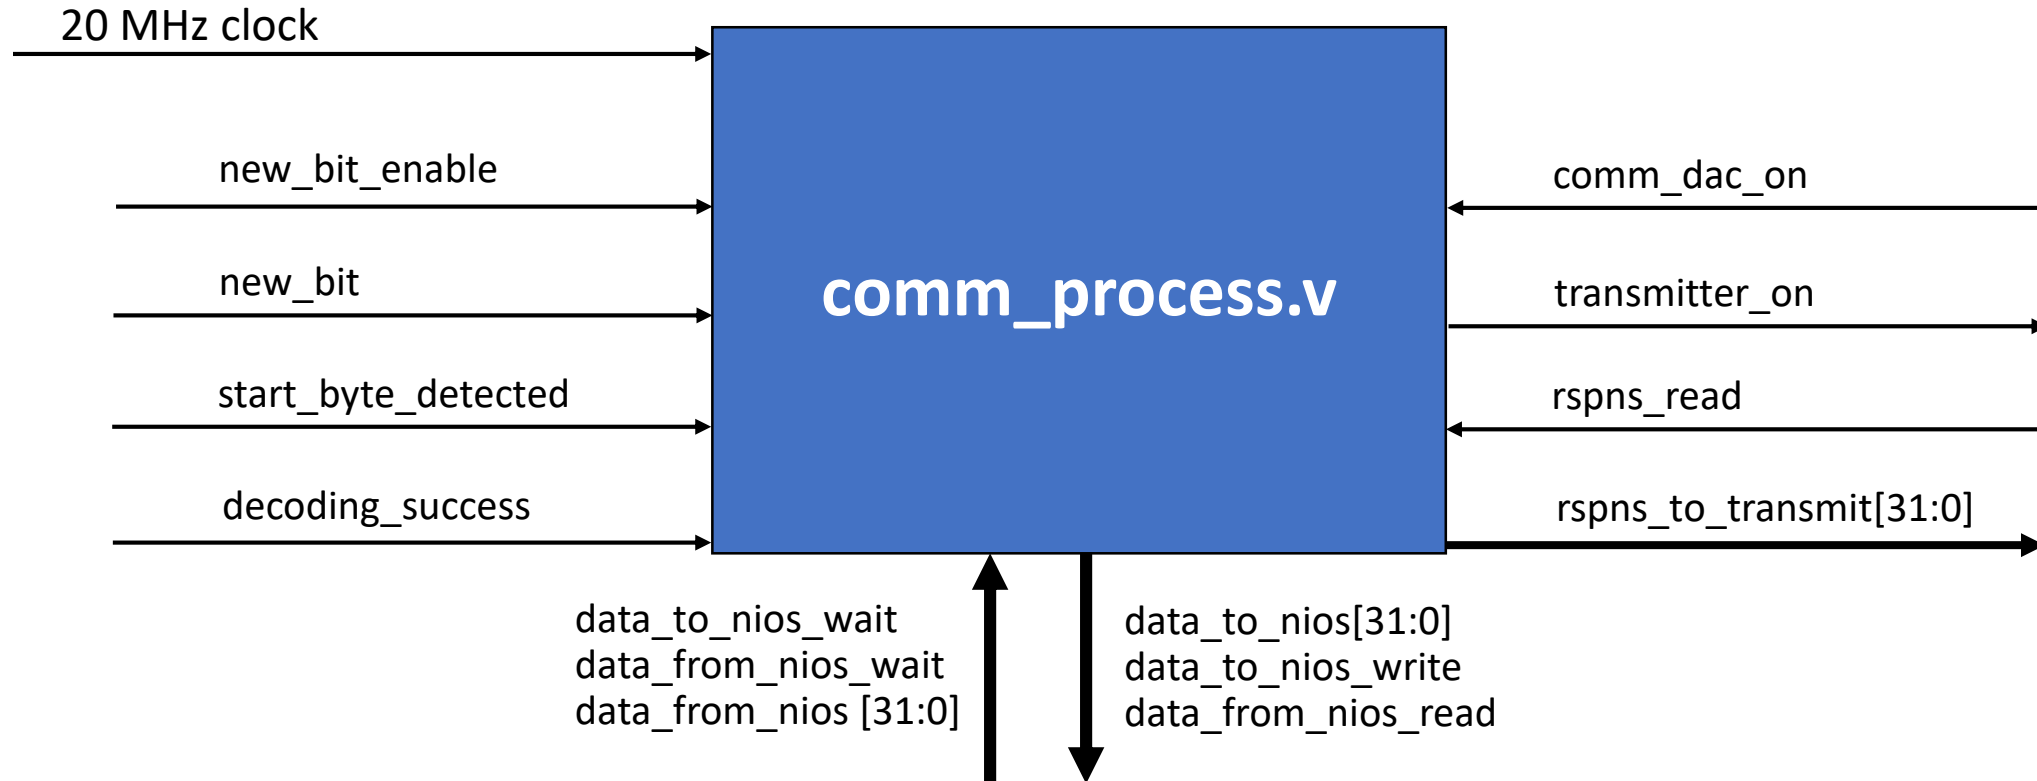 20 MHz clock
new_bit_enable
new_bit
start_byte_detected
decoding_success
comm_process.v
comm_dac_on
transmitter_on
rspns_read
rspns_to_transmit[31:0]
data_to_nios_wait
data_from_nios_wait
data_from_nios [31:0]
data_to_nios[31:0]
data_to_nios_write
data_from_nios_read